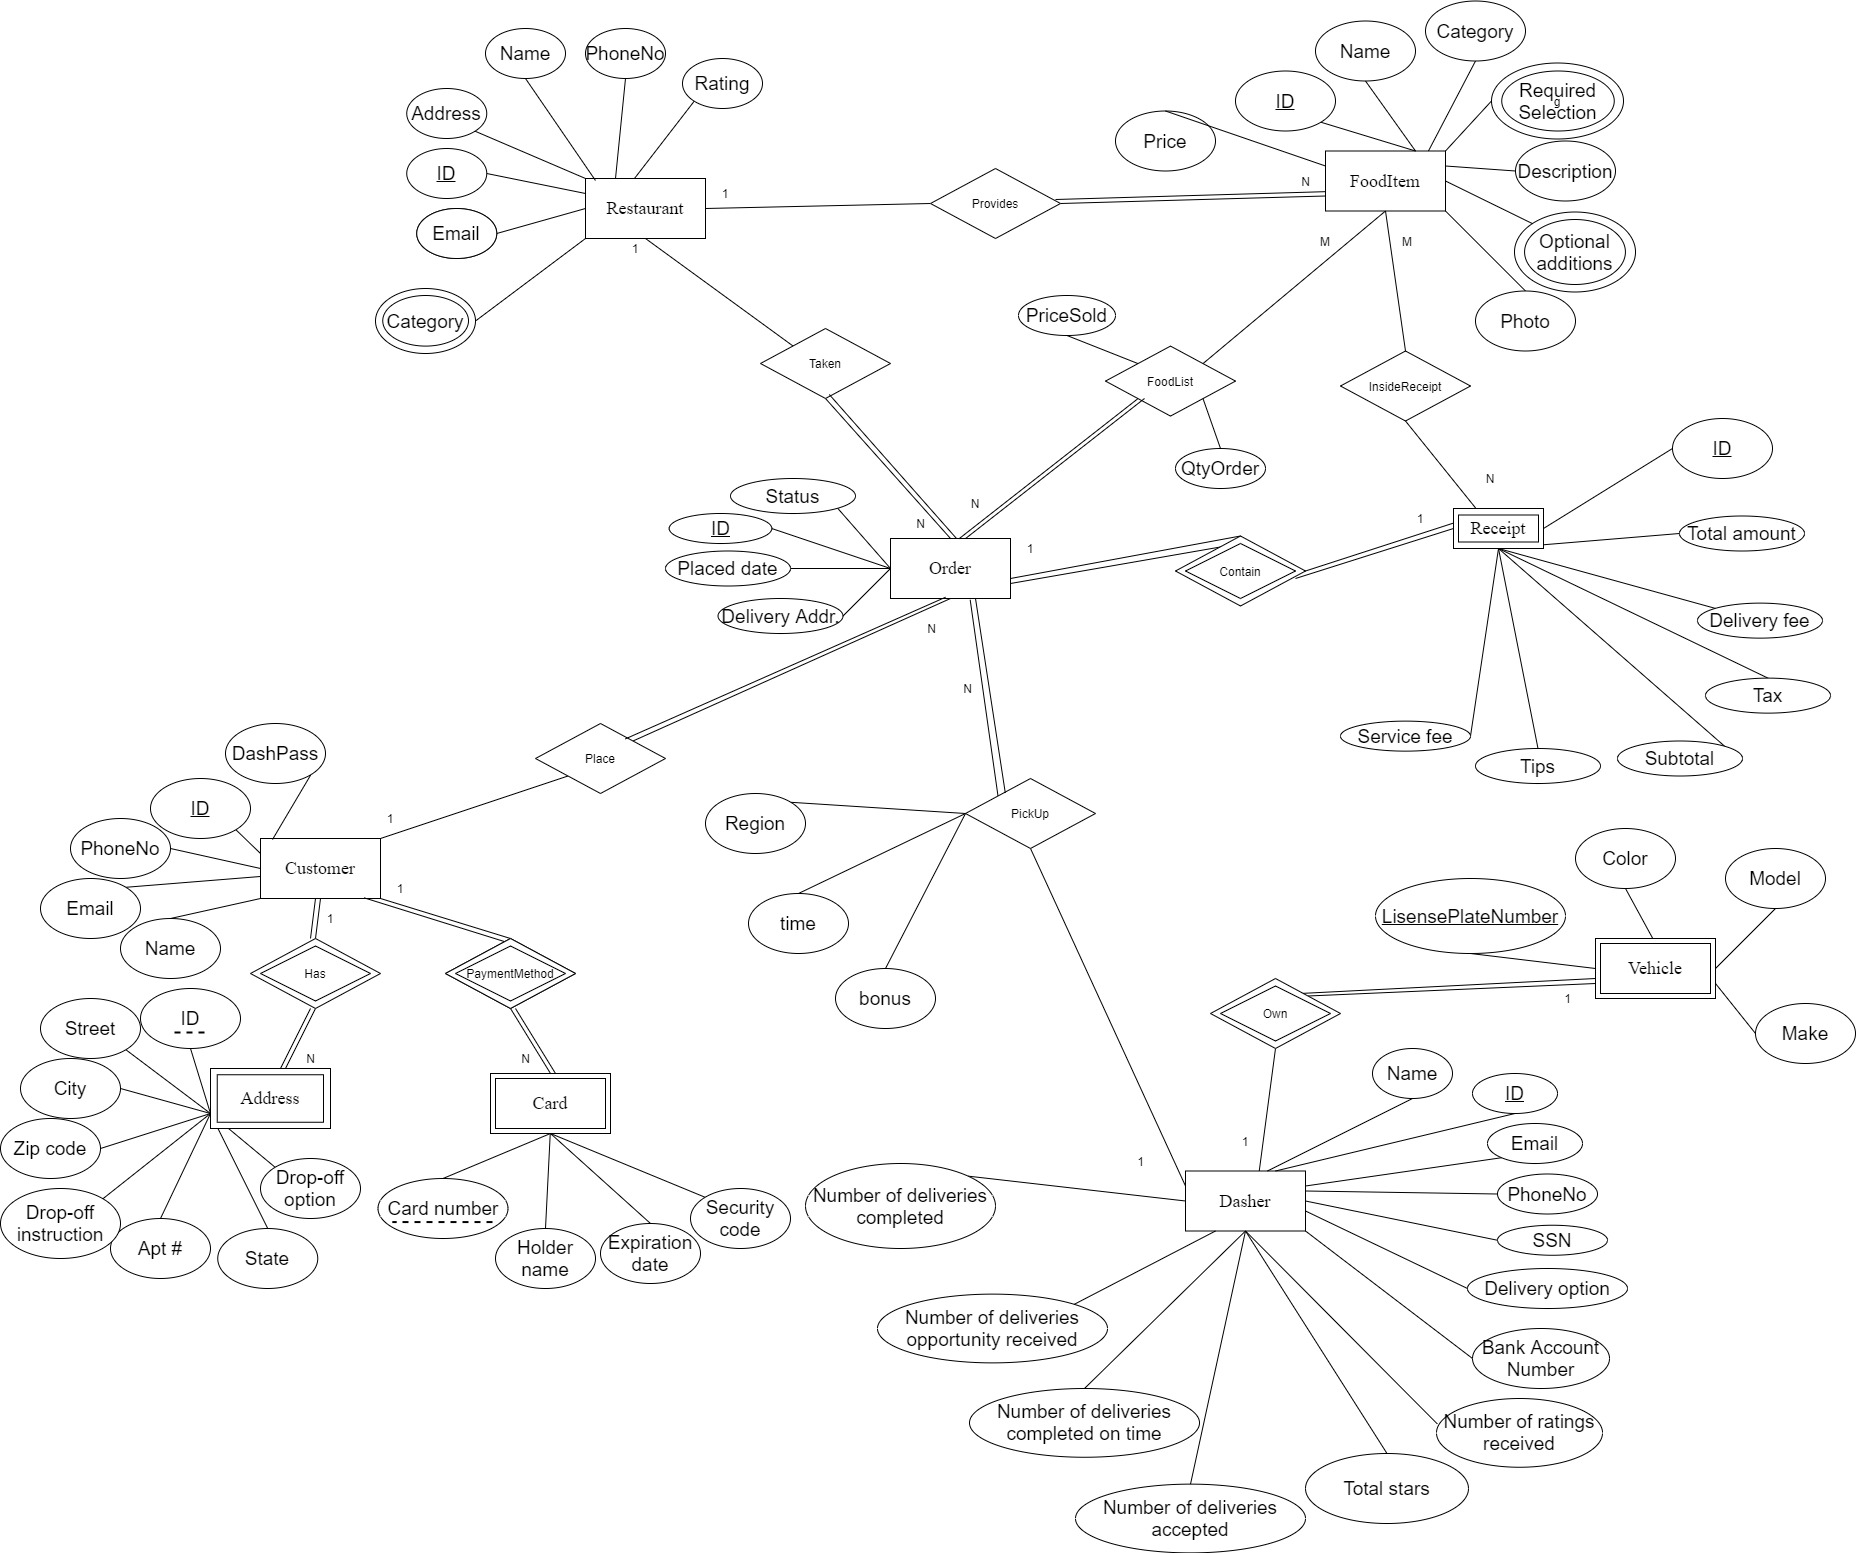 Category
Name
Name
PhoneNo
Rating
Required
g
Selection
ID
Address
Price
ID
Description
FoodItem
Restaurant
1
Provides
N
Email
Optional
additions
1
M
M
Category
PriceSold
Photo
Taken
FoodList
InsideReceipt
ID
QtyOrder
N
Status
N
N
ID
1
Receipt
Total amount
1
Placed date
Order
Contain
Delivery Addr.
N
Delivery fee
N
Tax
Service fee
Tips
Subtotal
DashPass
Place
ID
1
Region
PickUp
PhoneNo
Customer
Color
Model
1
Email
1
LisensePlateNumber
Name
time
Has
PaymentMethod
Vehicle
bonus
1
Own
Make
ID
Street
N
N
City
Address
Card
Name
ID
Zip code
1
1
Email
PhoneNo
Drop-off
option
Number of deliveries
completed
Dasher
Card number
Security
code
Drop-off
instruction
Apt #
State
Holder
name
Expiration
date
SSN
Delivery option
Number of deliveries
opportunity received
Bank Account
Number
Number of deliveries
completed on time
Number of ratings
received
Total stars
Number of deliveries
accepted